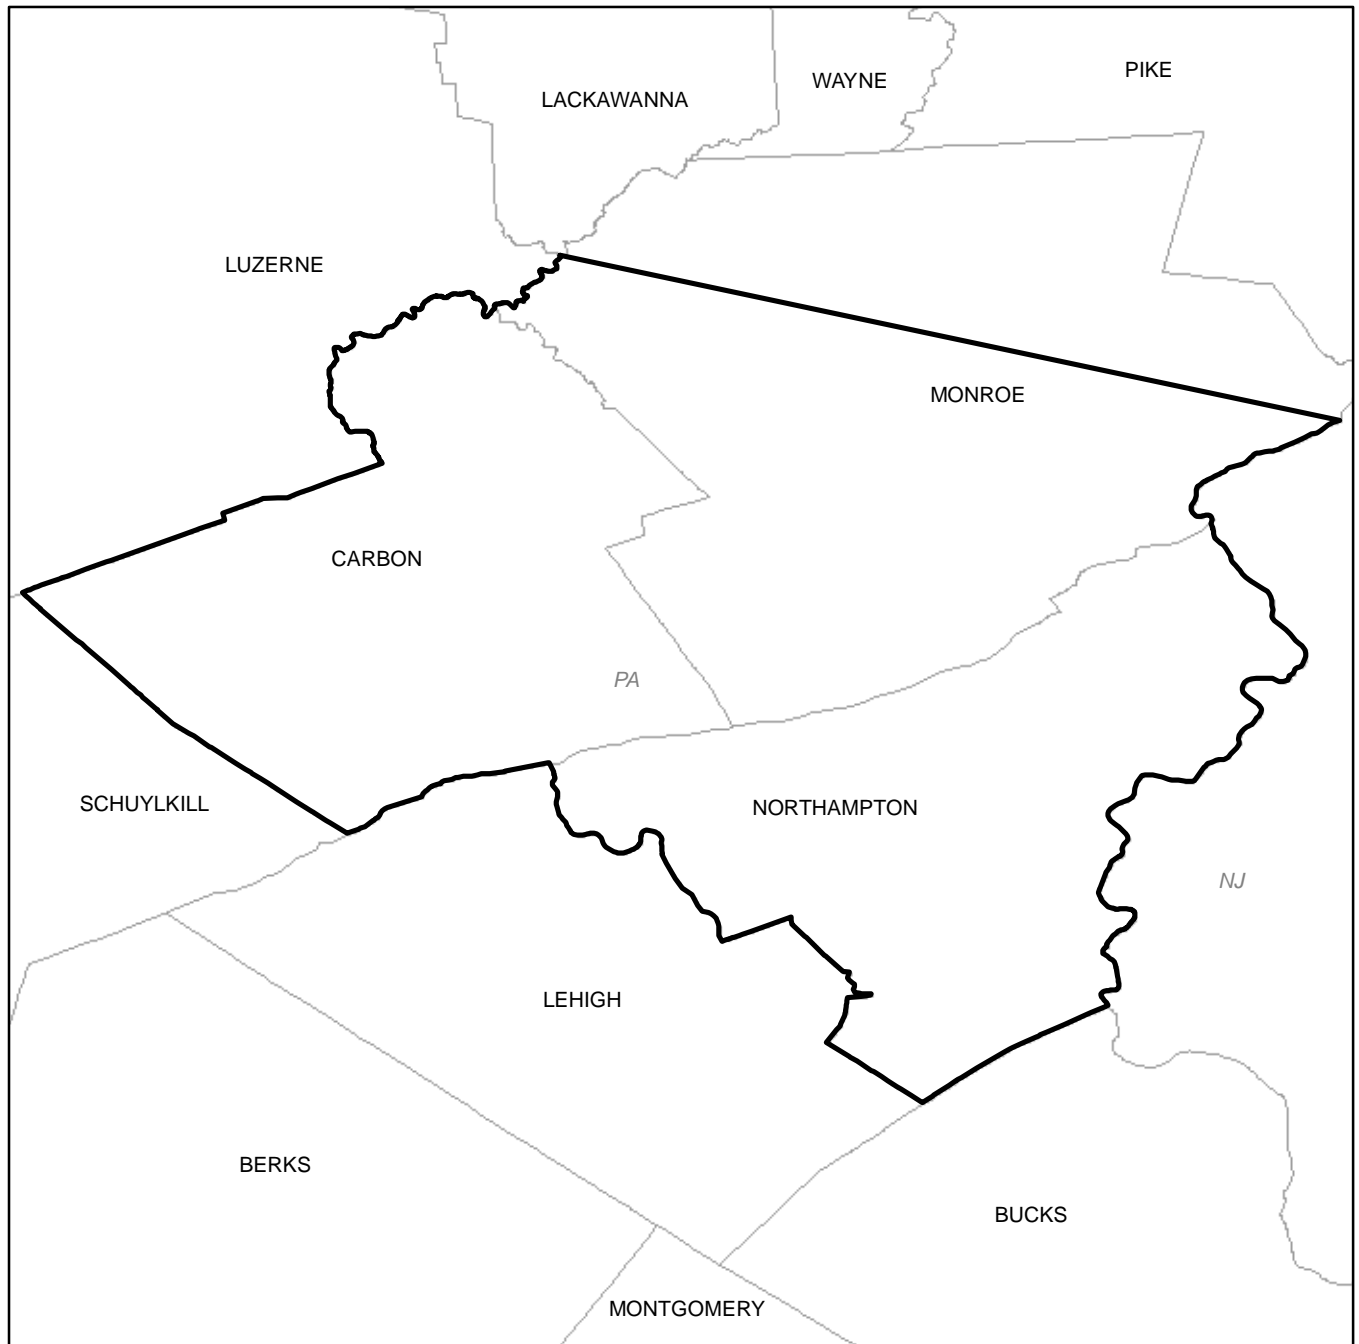 PIKE
WAYNE
LACKAWANNA
LUZERNE
MONROE
CARBON
PA
SCHUYLKILL
NORTHAMPTON
NJ
LEHIGH
BERKS
BUCKS
MONTGOMERY